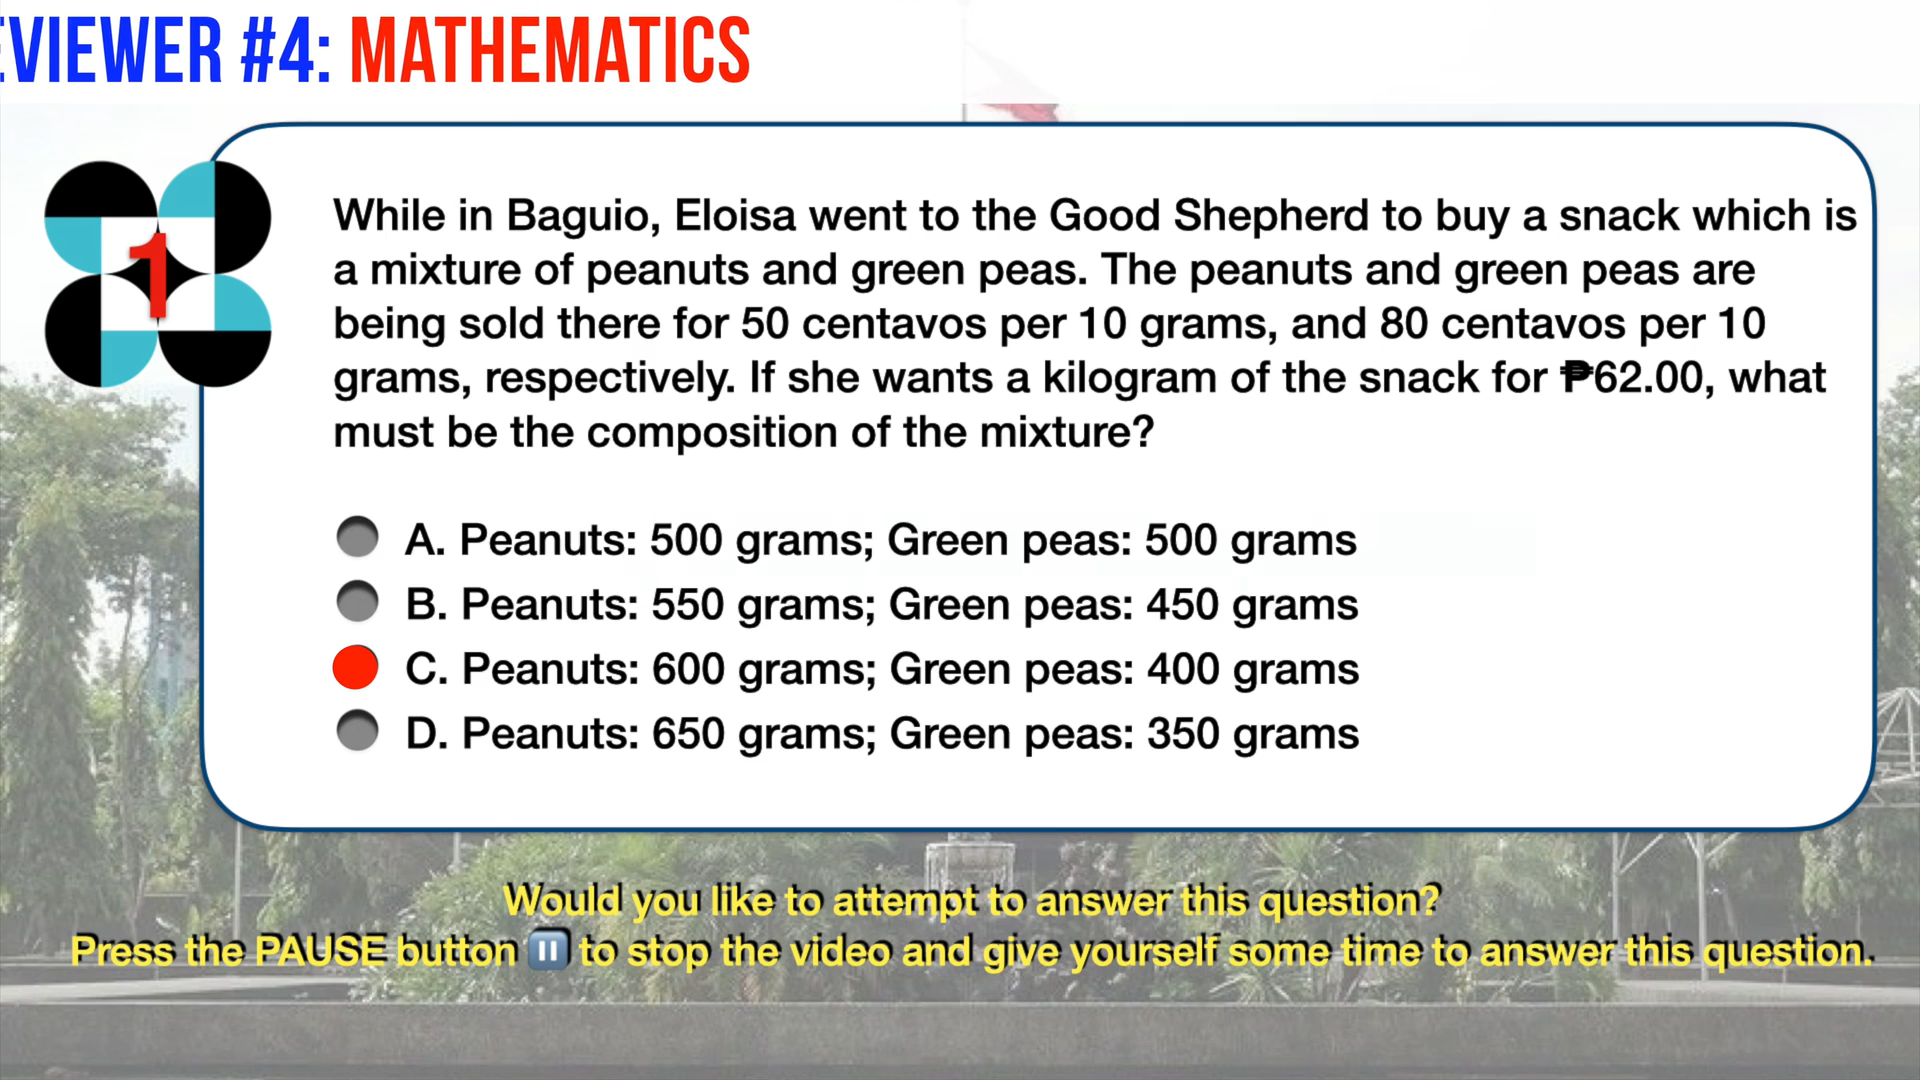 EVIEWER #4: MATHEMATICS
1
While in Baguio, Eloisa went to the Good Shepherd to buy a snack which is
a mixture of peanuts and green peas. The peanuts and green peas are
being sold there for 50 centavos per 10 grams, and 80 centavos per 10
grams, respectively. If she wants a kilogram of the snack for ₱62.00, what
must be the composition of the mixture?
A. Peanuts: 500 grams; Green peas: 500 grams
B. Peanuts: 550 grams; Green peas: 450 grams
C. Peanuts: 600 grams; Green peas: 400 grams
D. Peanuts: 650 grams; Green peas: 350 grams
Would you like to attempt to answer this question?
Press the PAUSE button ⏸ to stop the video and give yourself some time to answer this question.